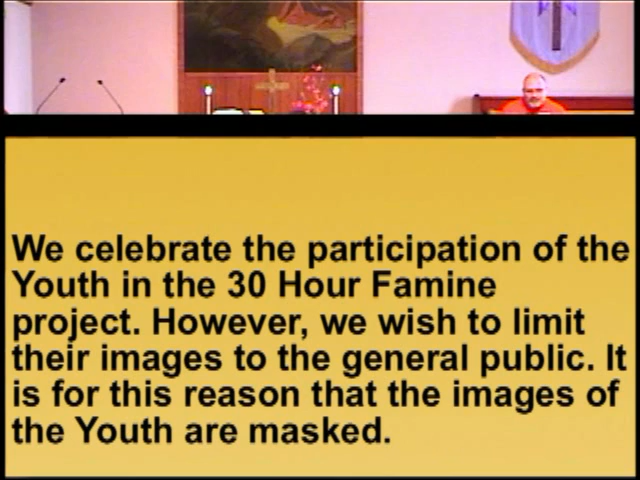 We celebrate the participation of the
Youth in the 30 Hour Famine
project. However, we wish to limit
their images to the general public. It
is for this reason that the images of
the Youth are masked.